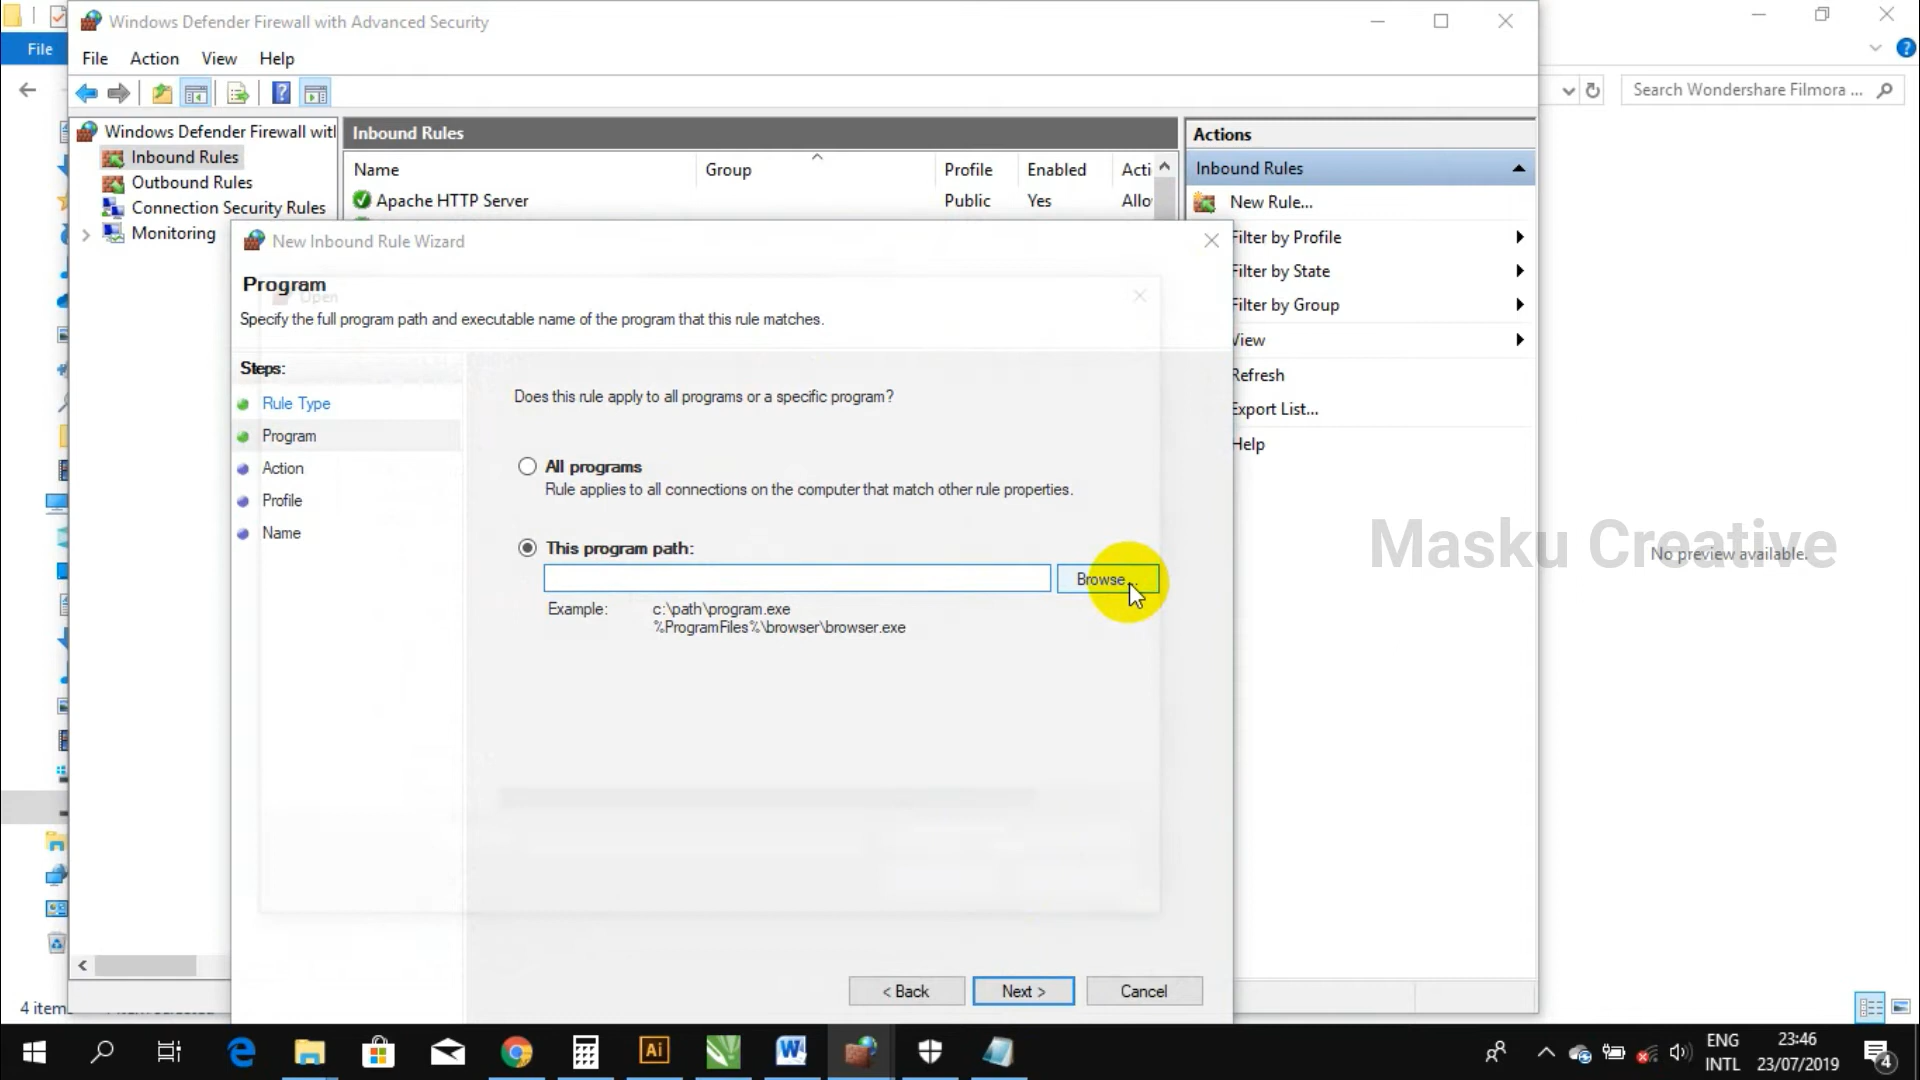 Windows Defender Firewall with Advanced Security
File
File Action View Help
Search Wondershare Filmora ...
Windows Defender Firewall with
Inbound Rules
Outbound Rules
Connection Security Rules
Monitoring
Inbound Rules
Name Group Profile Enabled Acti
Apache HTTP Server Public Yes Allo
Actions
Inbound Rules
New Rule...
Filter by Profile
Filter by State
Filter by Group
View
Refresh
Export List...
Help
New Inbound Rule Wizard
Program
Open
Specify the full program path and executable name of the program that this rule matches.
Steps:
Rule Type
Program
Action
Profile
Name
Does this rule apply to all programs or a specific program?
All programs
Rule applies to all connections on the computer that match other rule properties.
This program path:
Browse...
Example: c:\path\program.exe
%ProgramFiles%\browser\browser.exe
< Back Next > Cancel
Masku Creative
No preview available.
4 items
Ai
ENG
INTL
23:46
23/07/2019
4